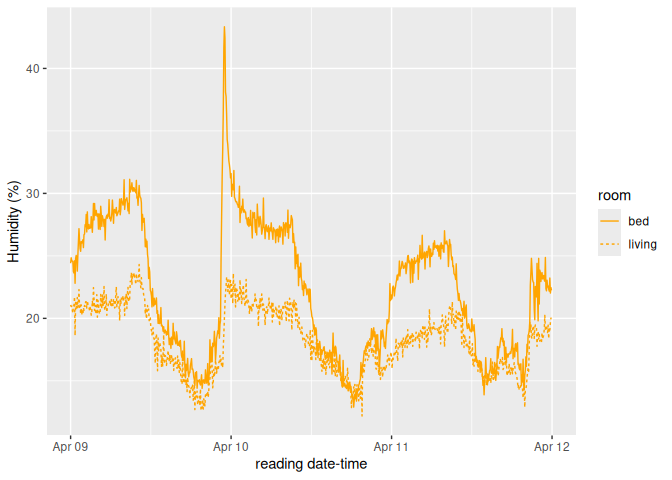 Humidity (%)
40
30
20
Apr 09
Apr 10
Apr 11
Apr 12
reading date-time
room
bed
living